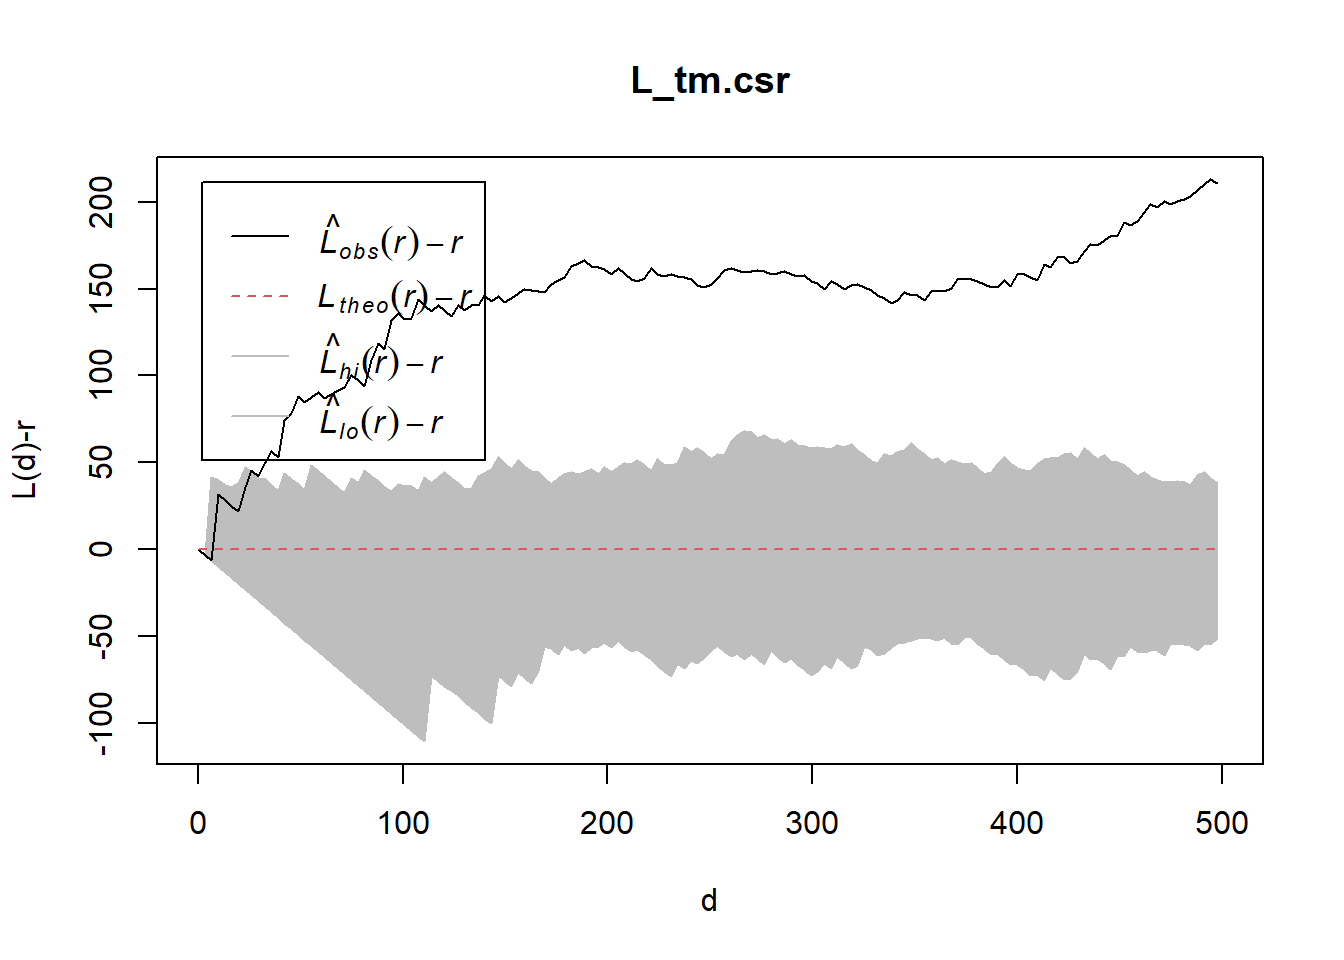 L_tm.csr
L̂obs(r) − r
Ltheo(r) − r
L̂hi(r) − r
L̂lo(r) − r
L(d)-r
200
150
100
50
0
-50
-100
0 100 200 300 400 500
d